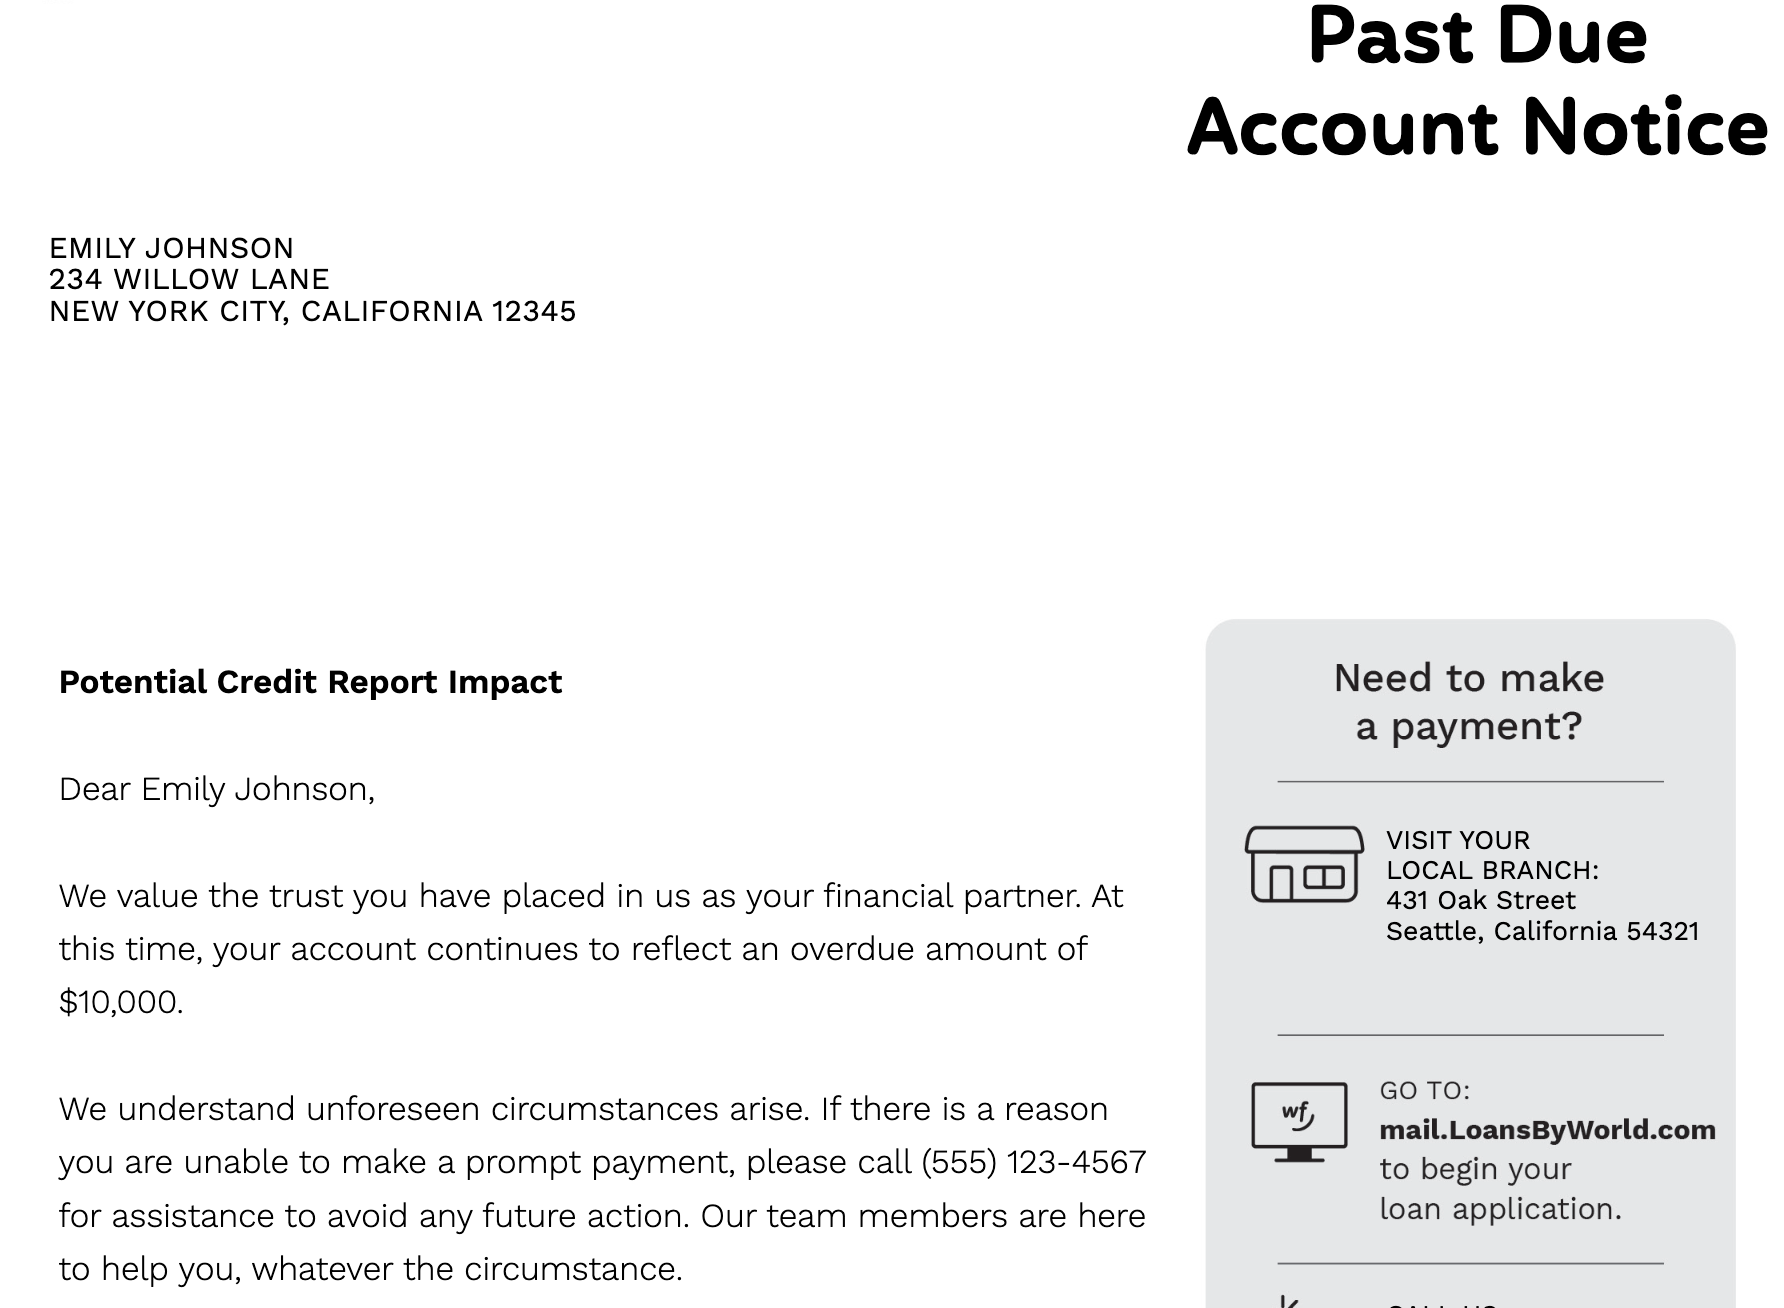 Past Due
Account Notice
EMILY JOHNSON
234 WILLOW LANE
NEW YORK CITY, CALIFORNIA 12345
Potential Credit Report Impact
Dear Emily Johnson,
We value the trust you have placed in us as your financial partner. At
this time, your account continues to reflect an overdue amount of
$10,000.
We understand unforeseen circumstances arise. If there is a reason
you are unable to make a prompt payment, please call (555) 123-4567
for assistance to avoid any future action. Our team members are here
to help you, whatever the circumstance.
Need to make
a payment?
VISIT YOUR
LOCAL BRANCH:
431 Oak Street
Seattle, California 54321
wf
GO TO:
mail.LoansByWorld.com
to begin your
loan application.